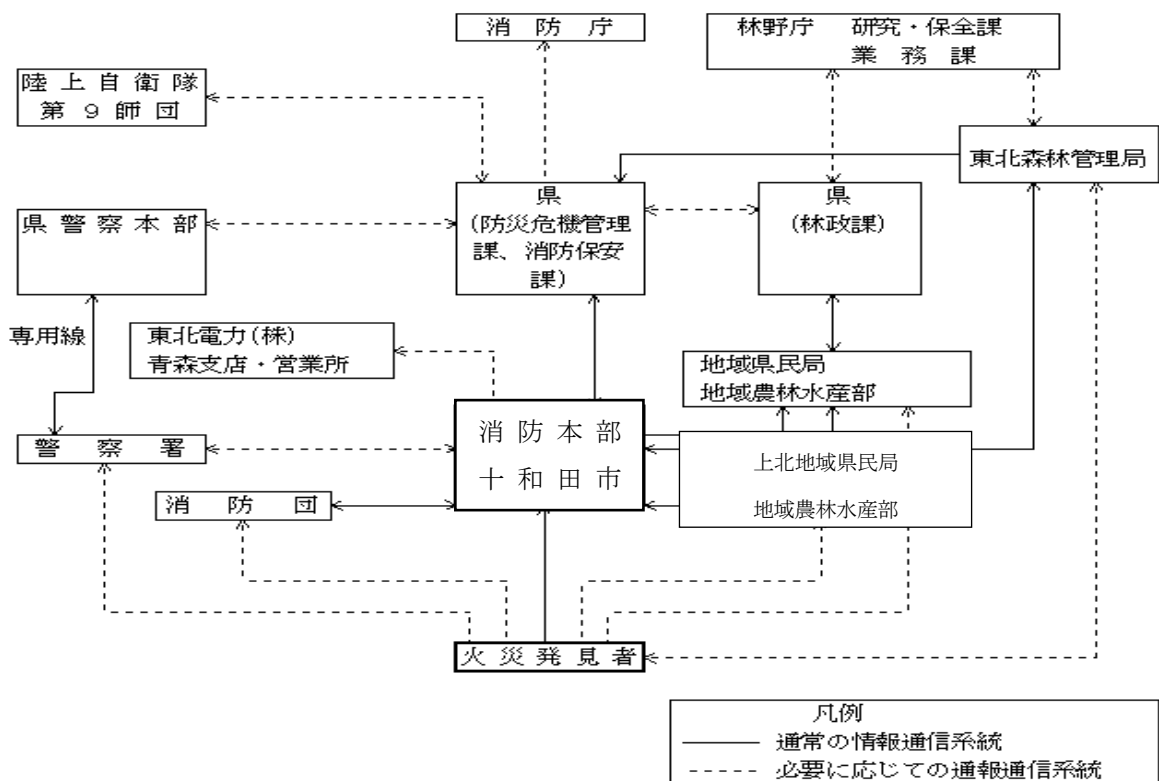 消防庁
林野庁 研究・保全課
業務課
陸上自衛隊
第9師団
東北森林管理局
県警察本部
県
(防災危機管理
課、消防保安
課)
県
(林政課)
専用線
東北電力(株)
青森支店・営業所
地域県民局
地域農林水産部
警察署
消防本部
十和田市
上北地域県民局
地域農林水産部
消防団
火災発見者
凡例
通常の情報通信系統
必要に応じての通報通信系統